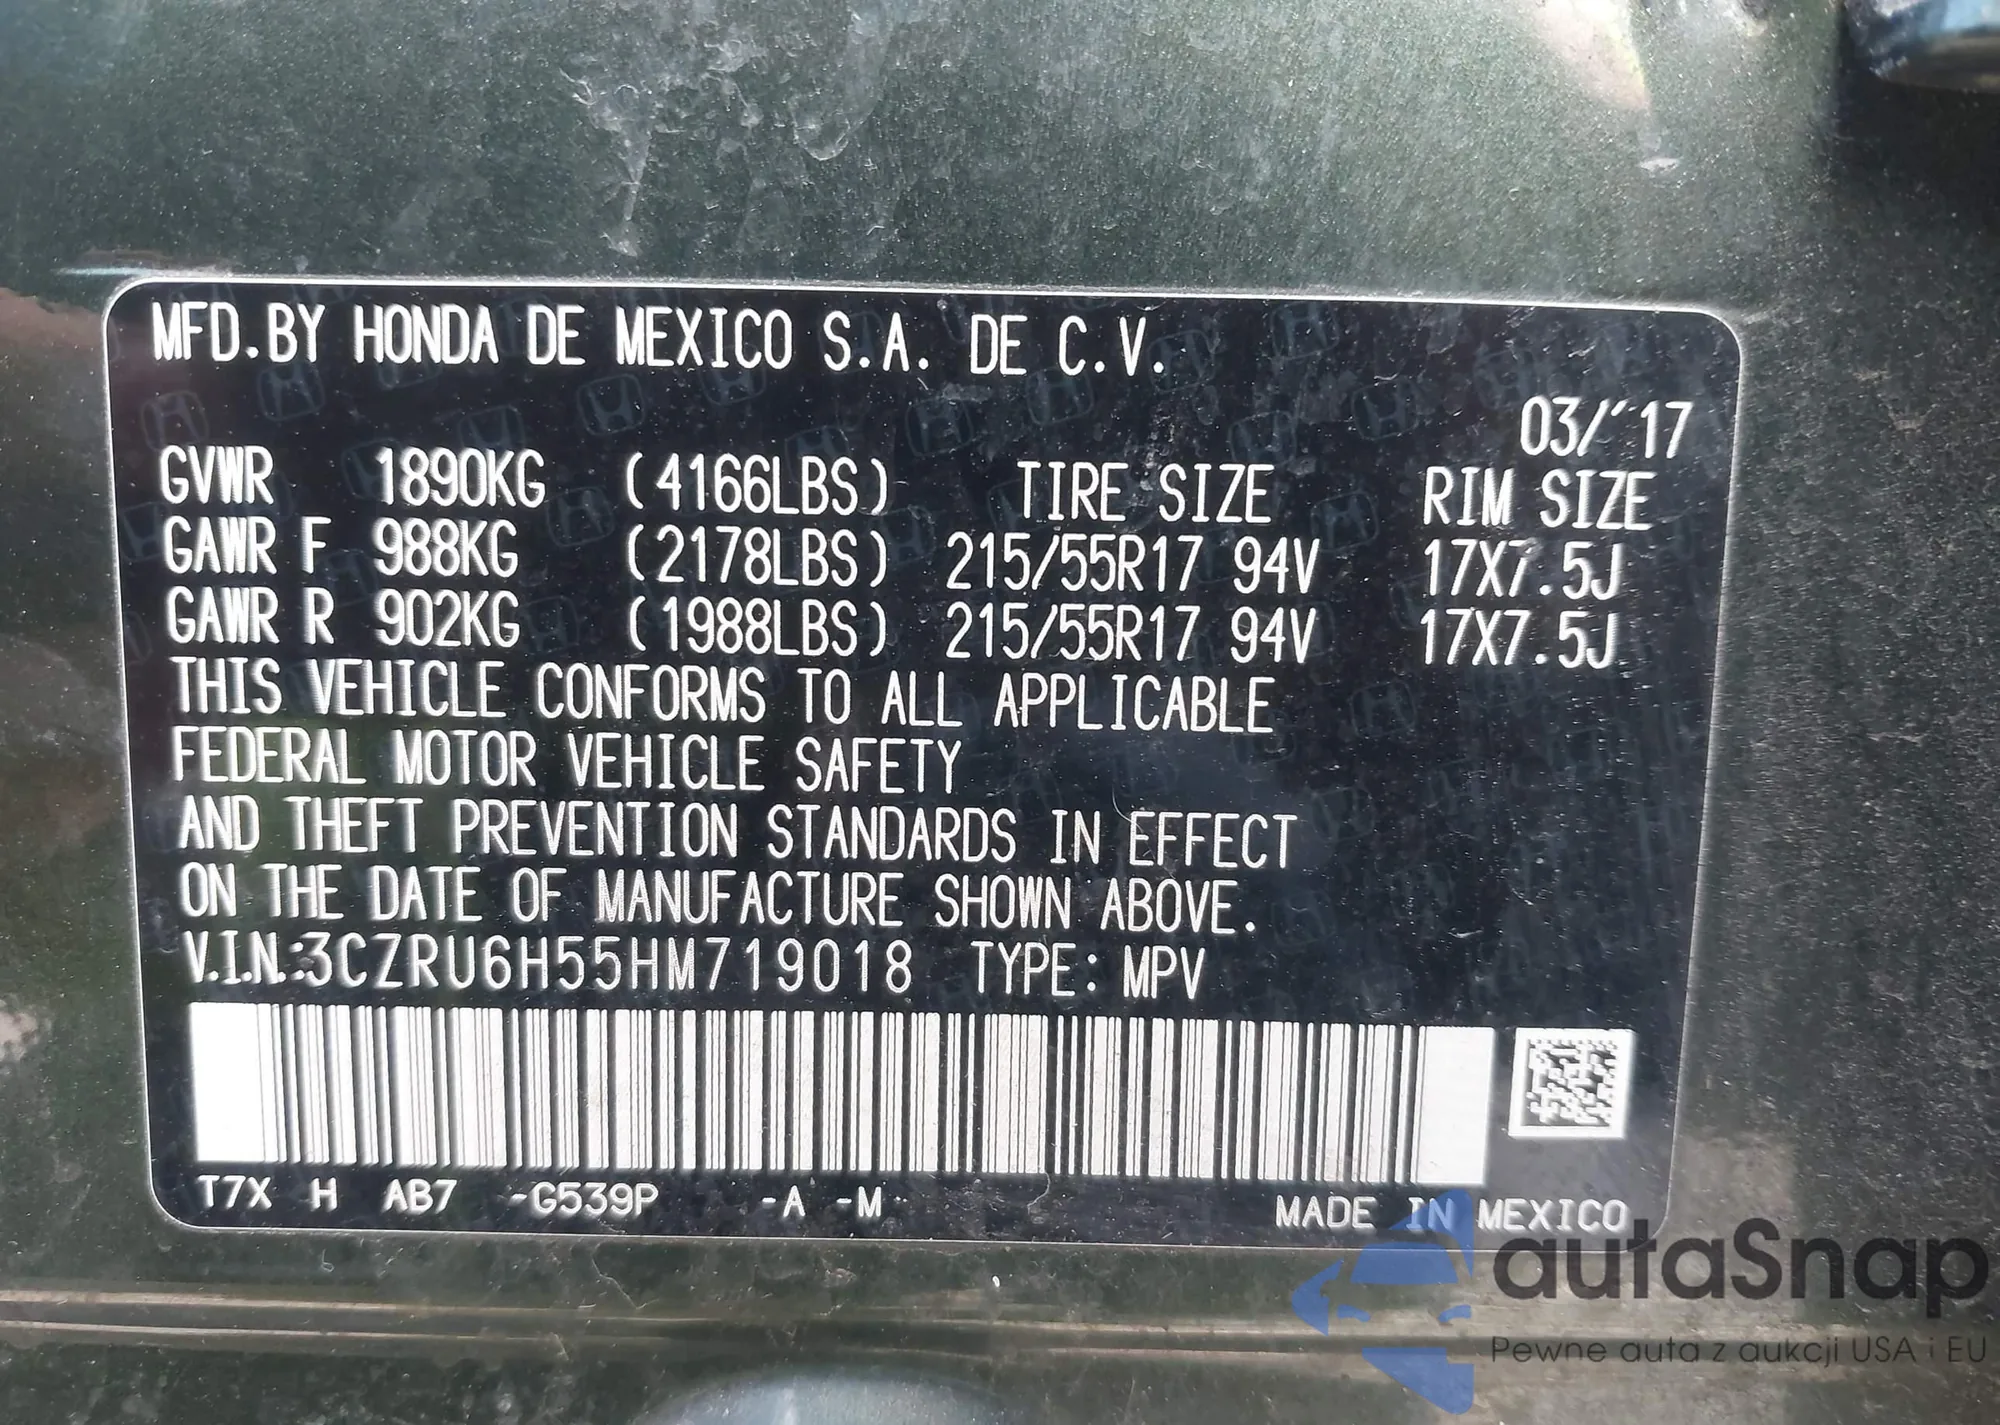 MFD.BY HONDA DE MEXICO S.A. DE C.V.
03/'17
GVWR 1890KG (4166LBS) TIRE SIZE RIM SIZE
GAWR F 988KG (2178LBS) 215/55R17 94V 17X7.5J
GAWR R 902KG (1988LBS) 215/55R17 94V 17X7.5J
THIS VEHICLE CONFORMS TO ALL APPLICABLE
FEDERAL MOTOR VEHICLE SAFETY
AND THEFT PREVENTION STANDARDS IN EFFECT
ON THE DATE OF MANUFACTURE SHOWN ABOVE.
V.I.N.:3CZRU6H55HM719018 TYPE: MPV
T7X H AB7 -G539P -A -M MADE IN MEXICO
autaSnap
Pewne auta z aukcji USA i EU